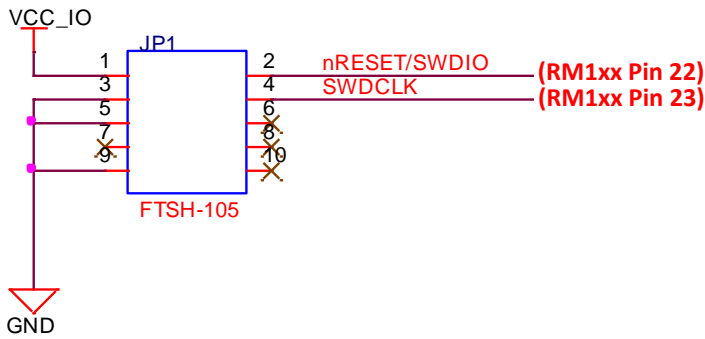 VCC_IO
JP1
1
2
nRESET/SWDIO
(RM1xx Pin 22)
3
4
SWDCLK
(RM1xx Pin 23)
5
6
7
8
9
10
FTSH-105
GND